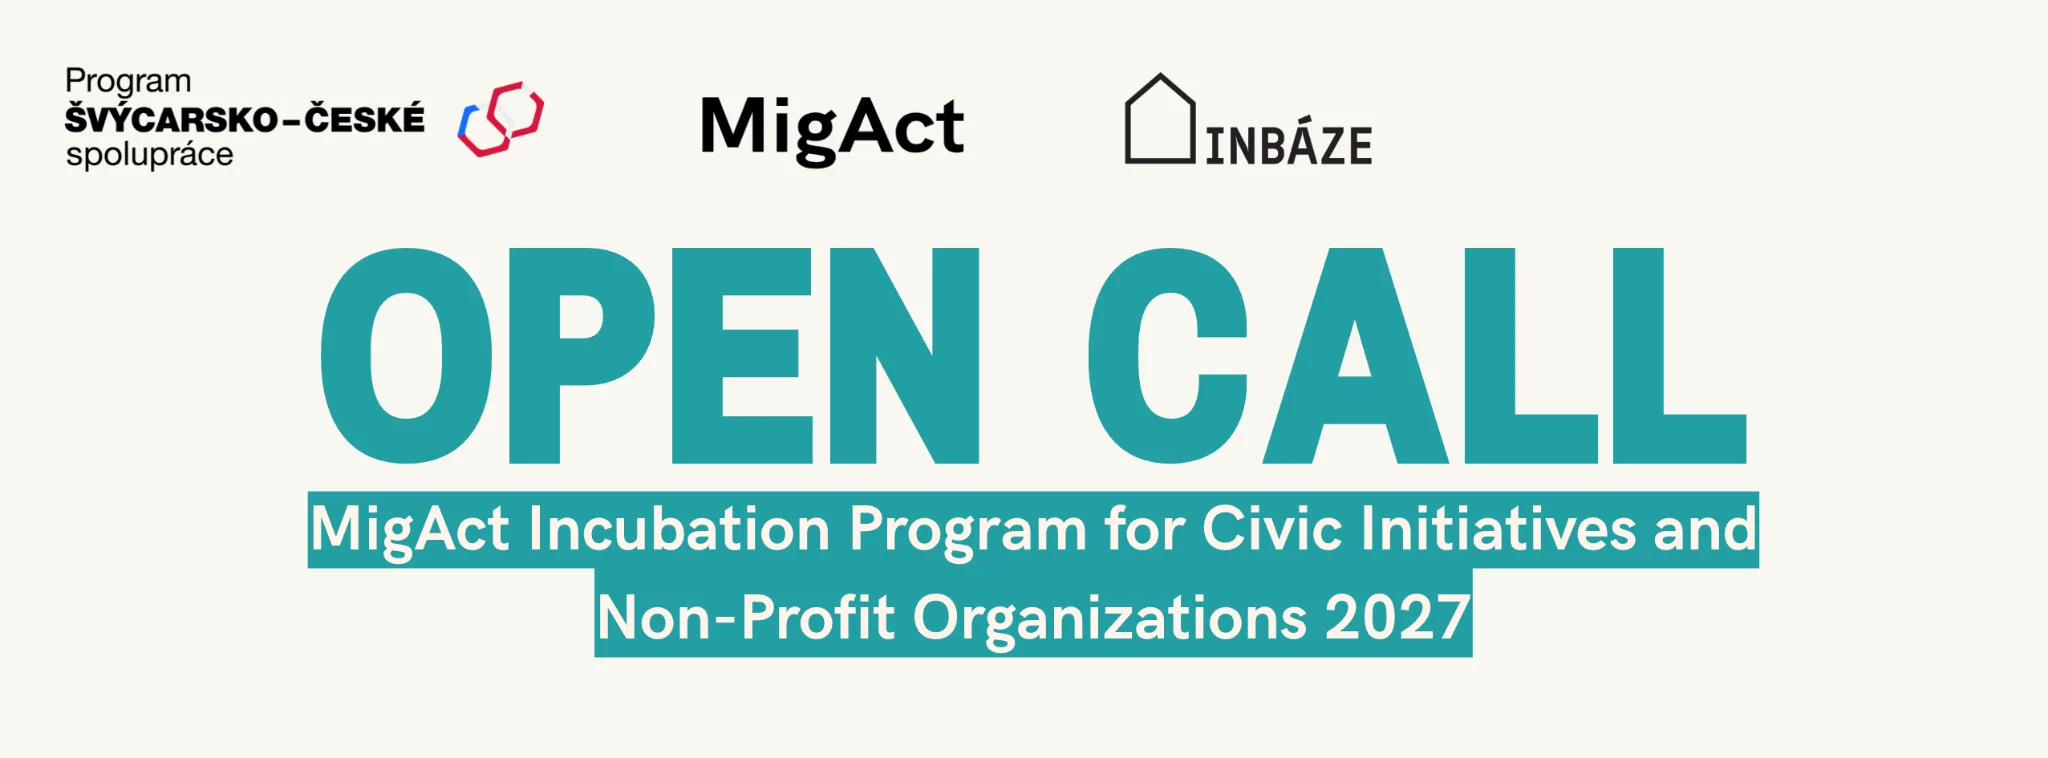 Program
ŠVÝCARSKO–ČESKÉ
spolupráce
MigAct
INBÁZE
OPEN CALL
MigAct Incubation Program for Civic Initiatives and
Non-Profit Organizations 2027